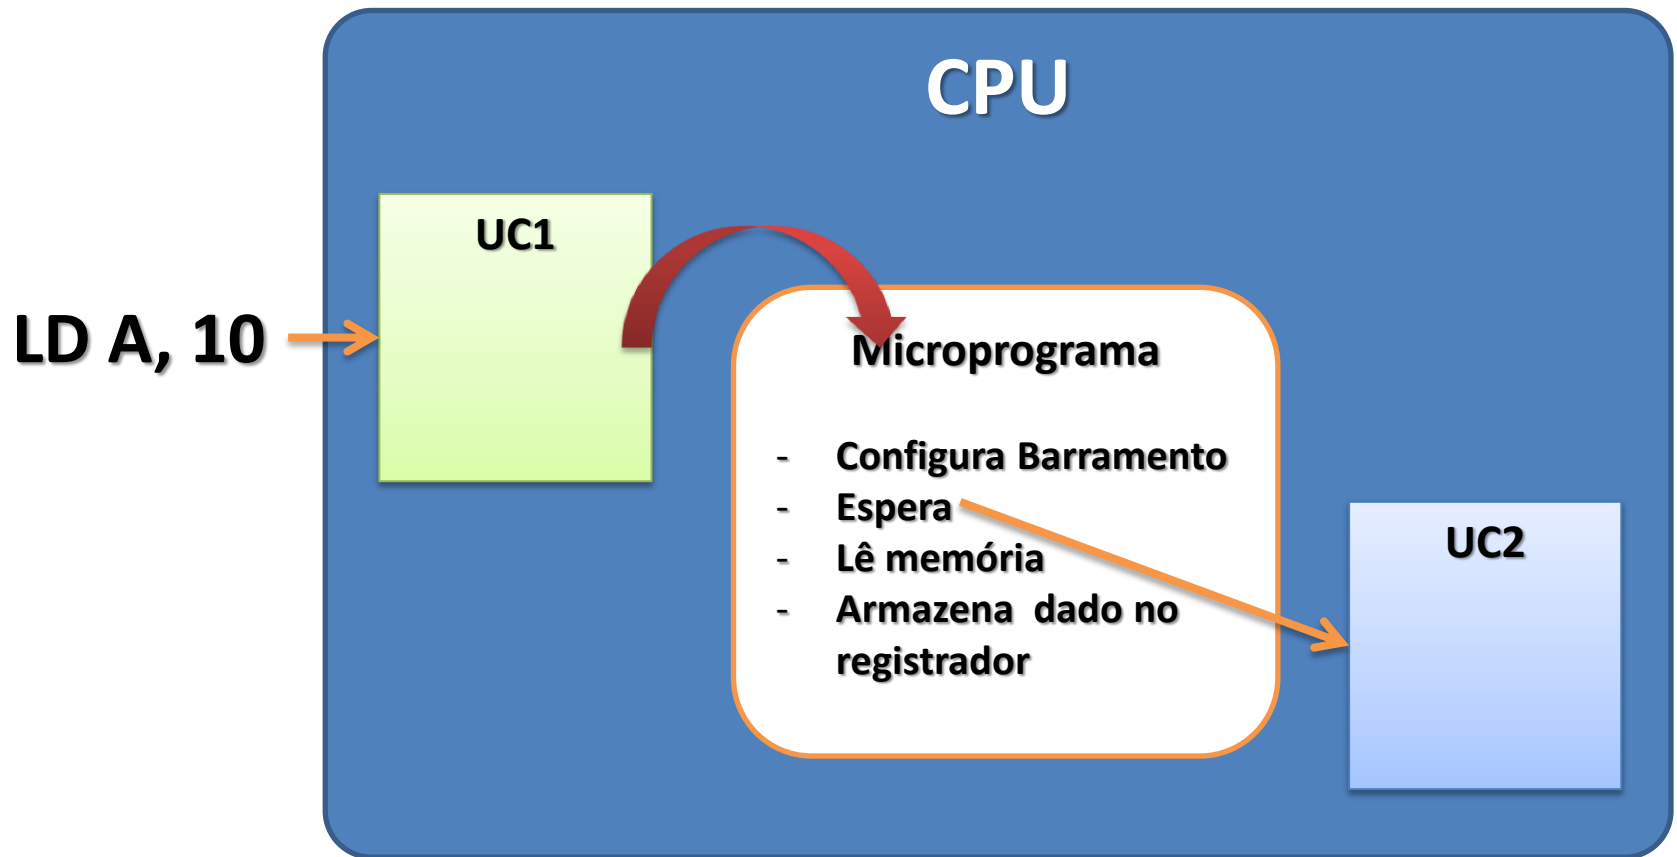 CPU
UC1
LD A, 10
Microprograma
- Configura Barramento
- Espera
- Lê memória
- Armazena dado no
registrador
UC2